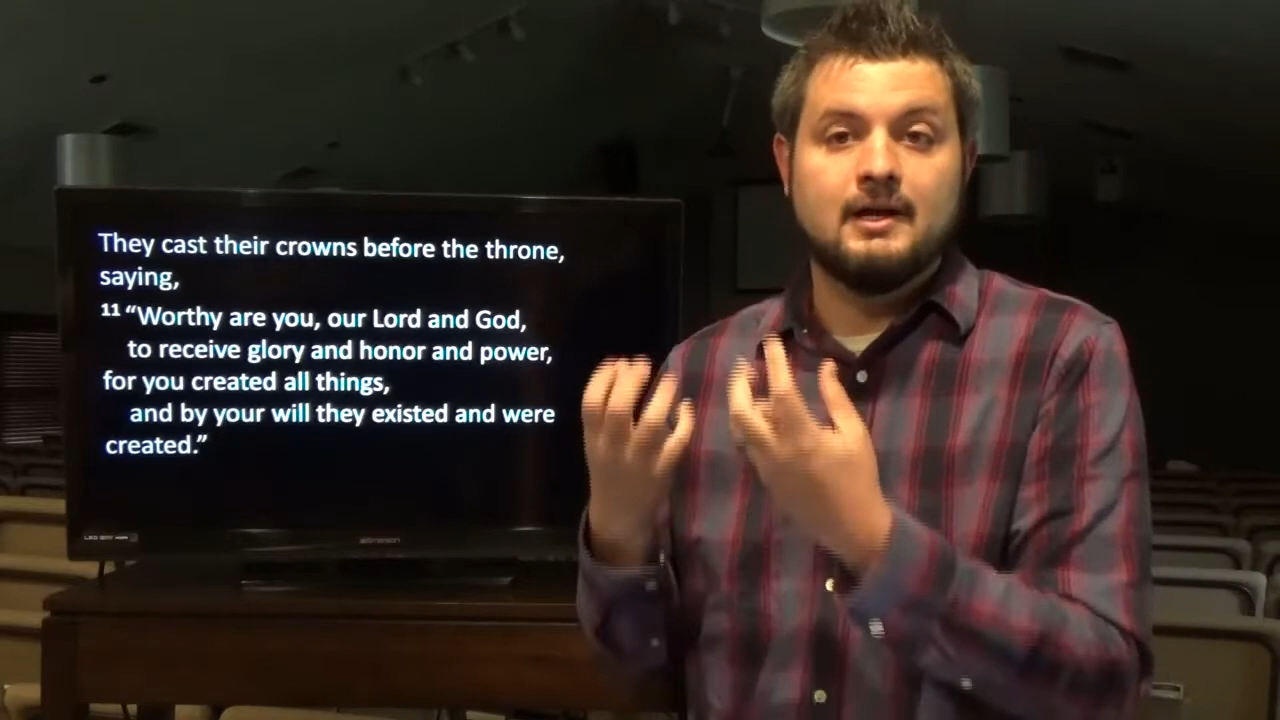 They cast their crowns before the throne,
saying,
11 “Worthy are you, our Lord and God,
to receive glory and honor and power,
for you created all things,
and by your will they existed and were
created.”
EMERSON